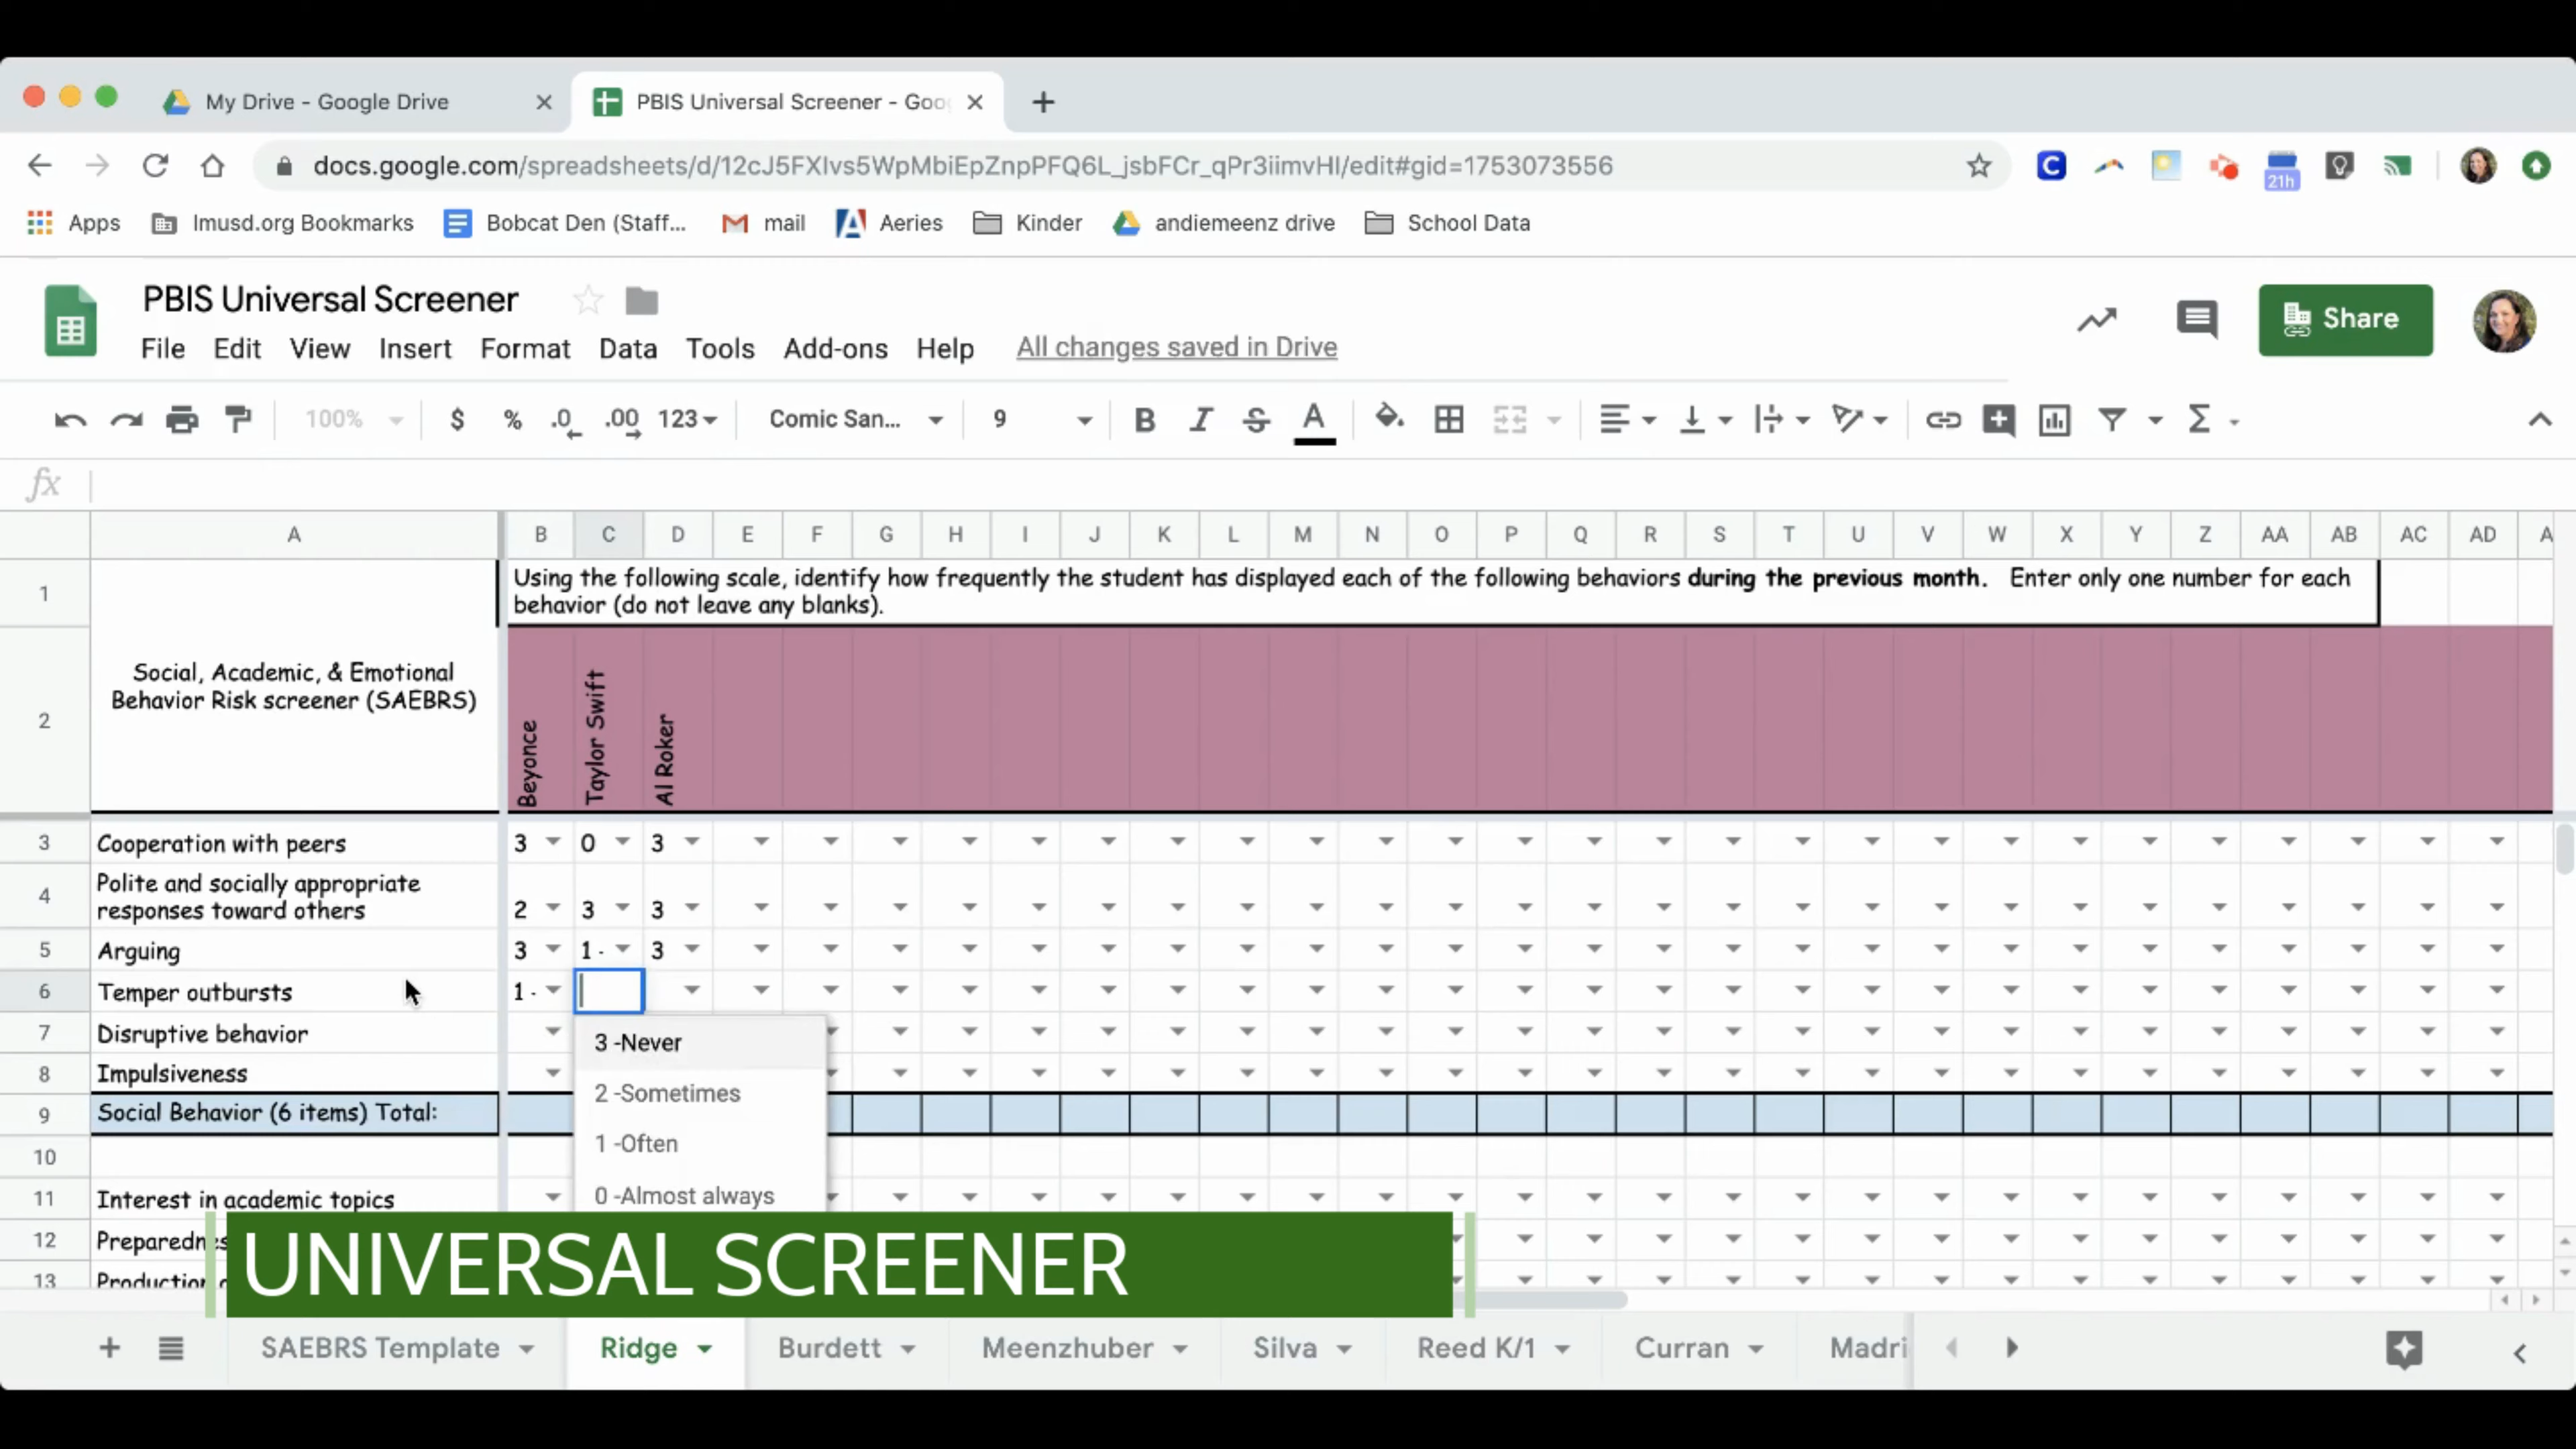 My Drive - Google Drive
PBIS Universal Screener - Goo
docs.google.com/spreadsheets/d/12cJ5FXIvs5WpMbiEpZnpPFQ6L_jsbFCr_qPr3iimvHI/edit#gid=1753073556
C
21h
Apps
lmusd.org Bookmarks
Bobcat Den (Staff...
mail
Aeries
Kinder
andiemeenz drive
School Data
PBIS Universal Screener
File Edit View Insert Format Data Tools Add-ons Help All changes saved in Drive
Share
100% $ % .0 .00 123 Comic San... 9 B I S A Σ
fx
A B C D E F G H I J K L M N O P Q R S T U V W X Y Z AA AB AC AD A
1
Using the following scale, identify how frequently the student has displayed each of the following behaviors during the previous month. Enter only one number for each
behavior (do not leave any blanks).
2
Social, Academic, & Emotional
Behavior Risk screener (SAEBRS)
Beyonce
Taylor Swift
Al Roker
3 Cooperation with peers 3 0 3
4 Polite and socially appropriate
responses toward others 2 3 3
5 Arguing 3 1 - 3
6 Temper outbursts 1 -
7 Disruptive behavior
8 Impulsiveness
9 Social Behavior (6 items) Total:
10
11 Interest in academic topics
12
13 Production
3 -Never
2 -Sometimes
1 -Often
0 -Almost always
UNIVERSAL SCREENER
SAEBRS Template Ridge Burdett Meenzhuber Silva Reed K/1 Curran Madri